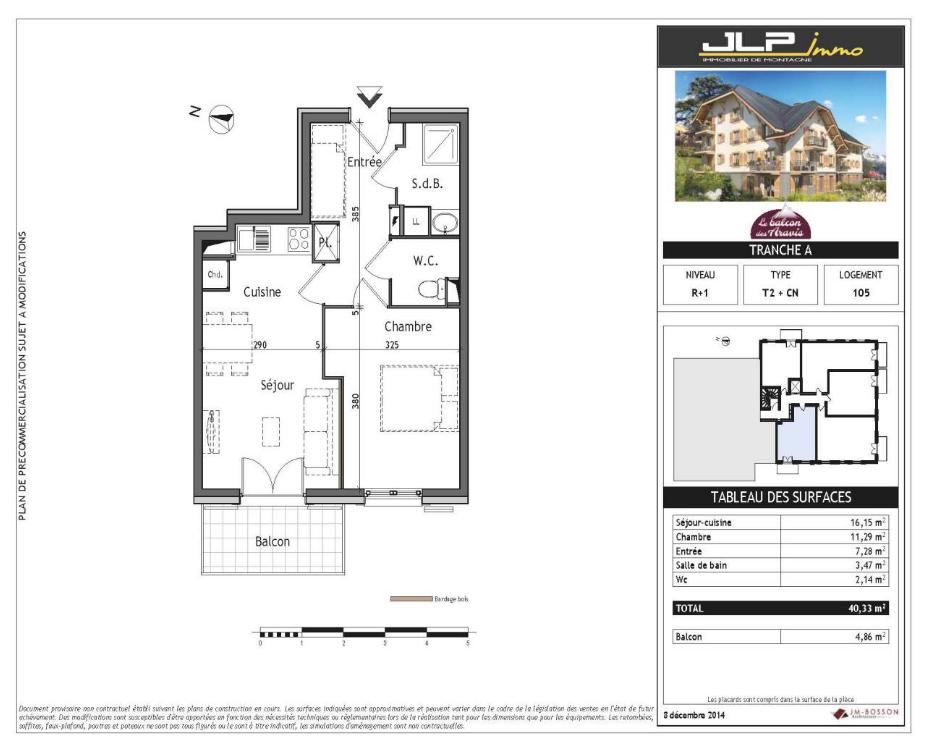 PLAN DE PRECOMMERCIALISATION SUJET A MODIFICATIONS
N
Entrée
S.d.B.
385
LL
Pl.
W.C.
Chd.
Cuisine
5
Chambre
290
5
325
Séjour
380
Balcon
Bardage bois
0 1 2 3 4 5
JLP immo
IMMOBILIER DE MONTAGNE
Le balcon
des Aravis
TRANCHE A
NIVEAU TYPE LOGEMENT
R+1 T2 + CN 105
N
TABLEAU DES SURFACES
Séjour-cuisine 16,15 m²
Chambre 11,29 m²
Entrée 7,28 m²
Salle de bain 3,47 m²
Wc 2,14 m²
TOTAL 40,33 m²
Balcon 4,86 m²
Les placards sont compris dans la surface de la pièce
8 décembre 2014
JM-BOSSON
Document provisoire non contractuel établi suivant les plans de construction en cours. Les surfaces indiquées sont approximatives et peuvent varier dans le cadre de la législation des ventes en l'état de futur
achèvement. Des modifications sont susceptibles d'être apportées en fonction des nécessités techniques ou règlementaires lors de la réalisation tant pour les dimensions que pour les équipements. Les retombées,
soffites, faux-plafond, poutres et poteaux ne sont pas tous figurés ou le sont à titre indicatif, les simulations d'aménagement sont non contractuelles.